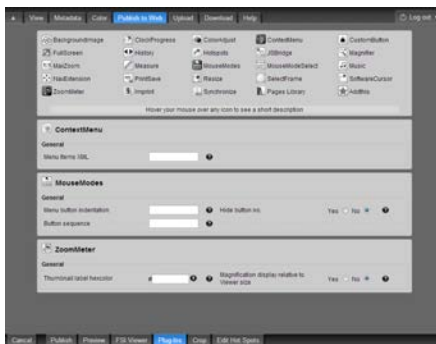 View Metadata Color Publish to Web Upload Download Help Log out
BackgroundImage ClockProgress ColorAdjust ContextMenu CustomButton
FullScreen History Hotspots JSBridge Magnifier
MaxZoom Measure MouseModes MouseModeSelect Music
NavExtension PrintSave Resize SelectFrame SoftwareCursor
ZoomMeter Imprint Synchronize Pages Library AddThis
Hover your mouse over any icon to see a short description
ContextMenu
General
Menu Items XML
MouseModes
General
Menu button indentation Hide button ini. Yes No
Button sequence
ZoomMeter
General
Thumbnail label hexcolor # Magnification display relative to Viewer size Yes No
Cancel Publish Preview FSI Viewer Plug-Ins Crop Edit Hot Spots